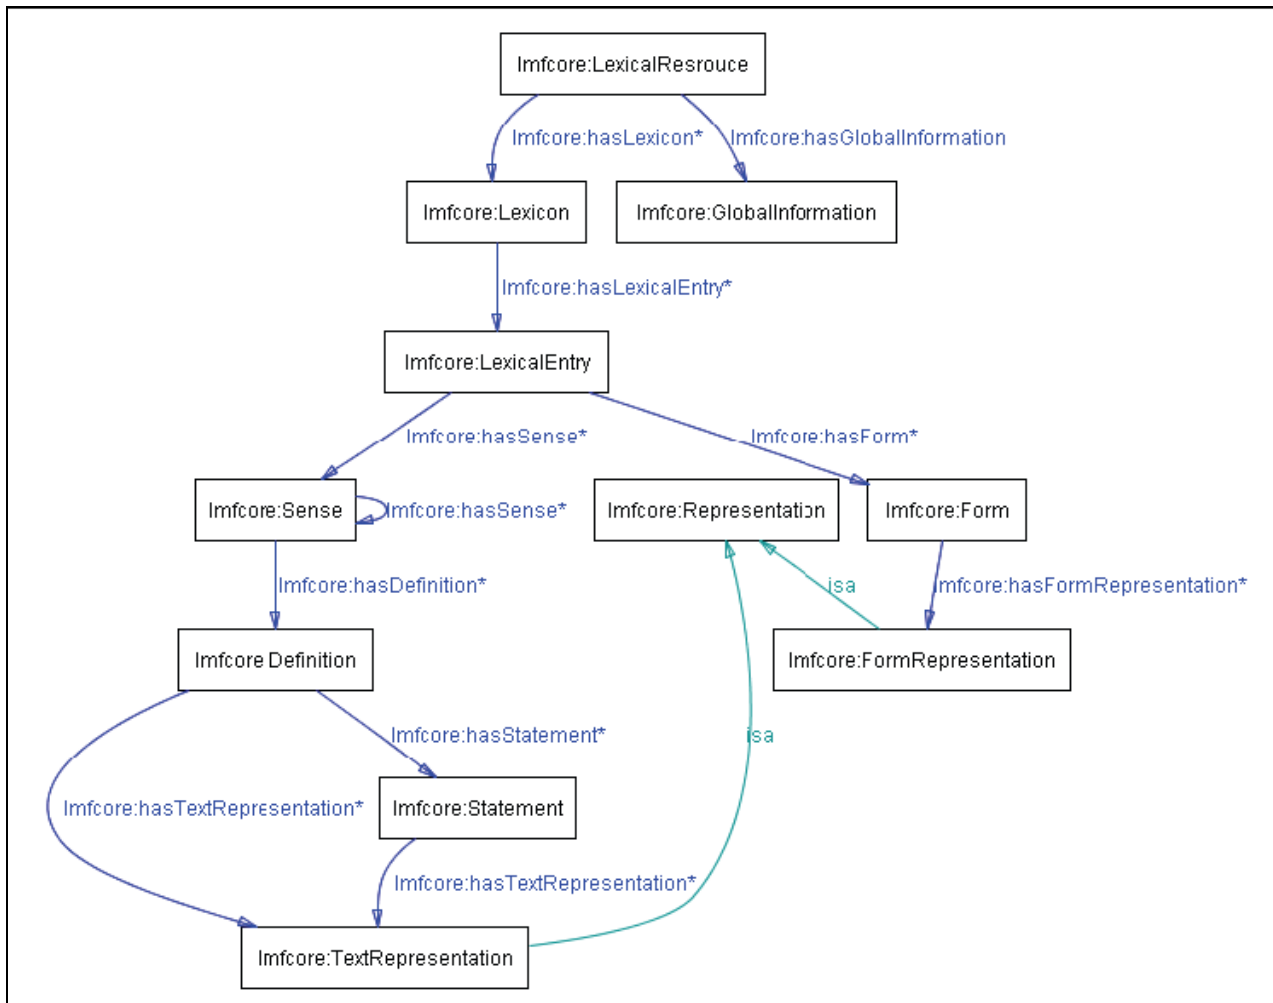 lmfcore:LexicalResrouce
lmfcore:hasLexicon*
lmfcore:hasGlobalInformation
lmfcore:Lexicon
lmfcore:GlobalInformation
lmfcore:hasLexicalEntry*
lmfcore:LexicalEntry
lmfcore:hasSense*
lmfcore:hasForm*
lmfcore:Sense
lmfcore:hasSense*
lmfcore:Representation
lmfcore:Form
lmfcore:hasDefinition*
isa
lmfcore:hasFormRepresentation*
lmfcore:Definition
lmfcore:FormRepresentation
lmfcore:hasStatement*
isa
lmfcore:hasTextRepresentation*
lmfcore:Statement
lmfcore:hasTextRepresentation*
lmfcore:TextRepresentation